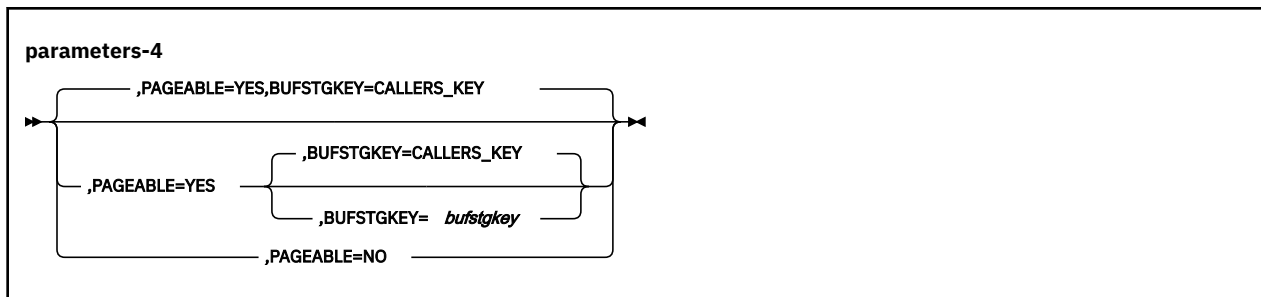 parameters-4
,PAGEABLE=YES,BUFSTGKEY=CALLERS_KEY
,BUFSTGKEY=CALLERS_KEY
,PAGEABLE=YES
,BUFSTGKEY= bufstgkey
,PAGEABLE=NO